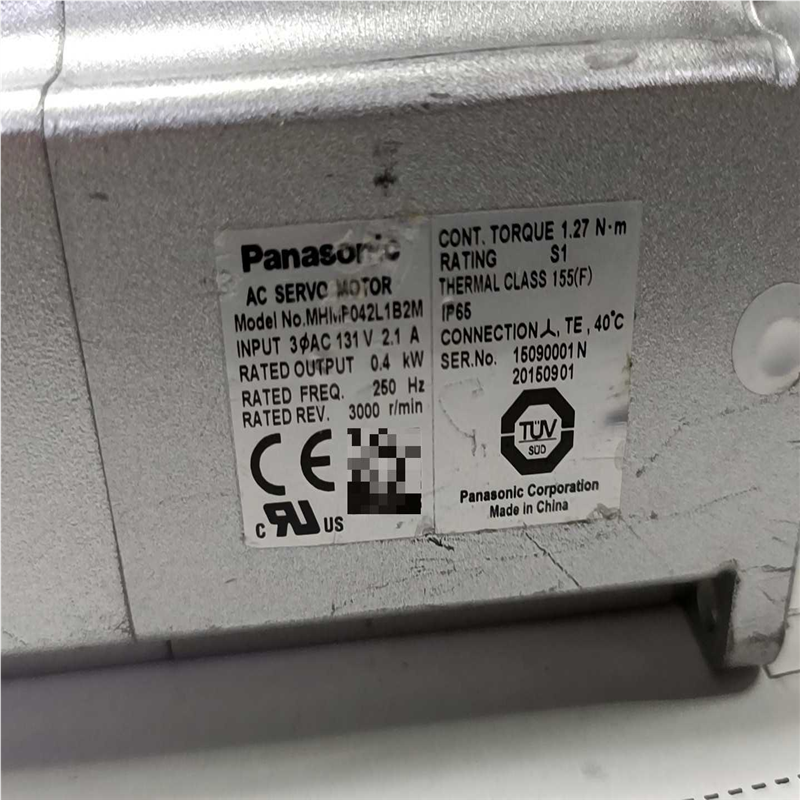 Panasonic
AC SERVO MOTOR
Model No.MHMF042L1B2M
INPUT 3ϕAC 131 V 2.1 A
RATED OUTPUT 0.4 kW
RATED FREQ. 250 Hz
RATED REV. 3000 r/min
CE
c RU US
CONT. TORQUE 1.27 N·m
RATING S1
THERMAL CLASS 155(F)
IP65
CONNECTION 人, TE , 40℃
SER.No. 15090001N
20150901
TÜV
SÜD
Panasonic Corporation
Made in China